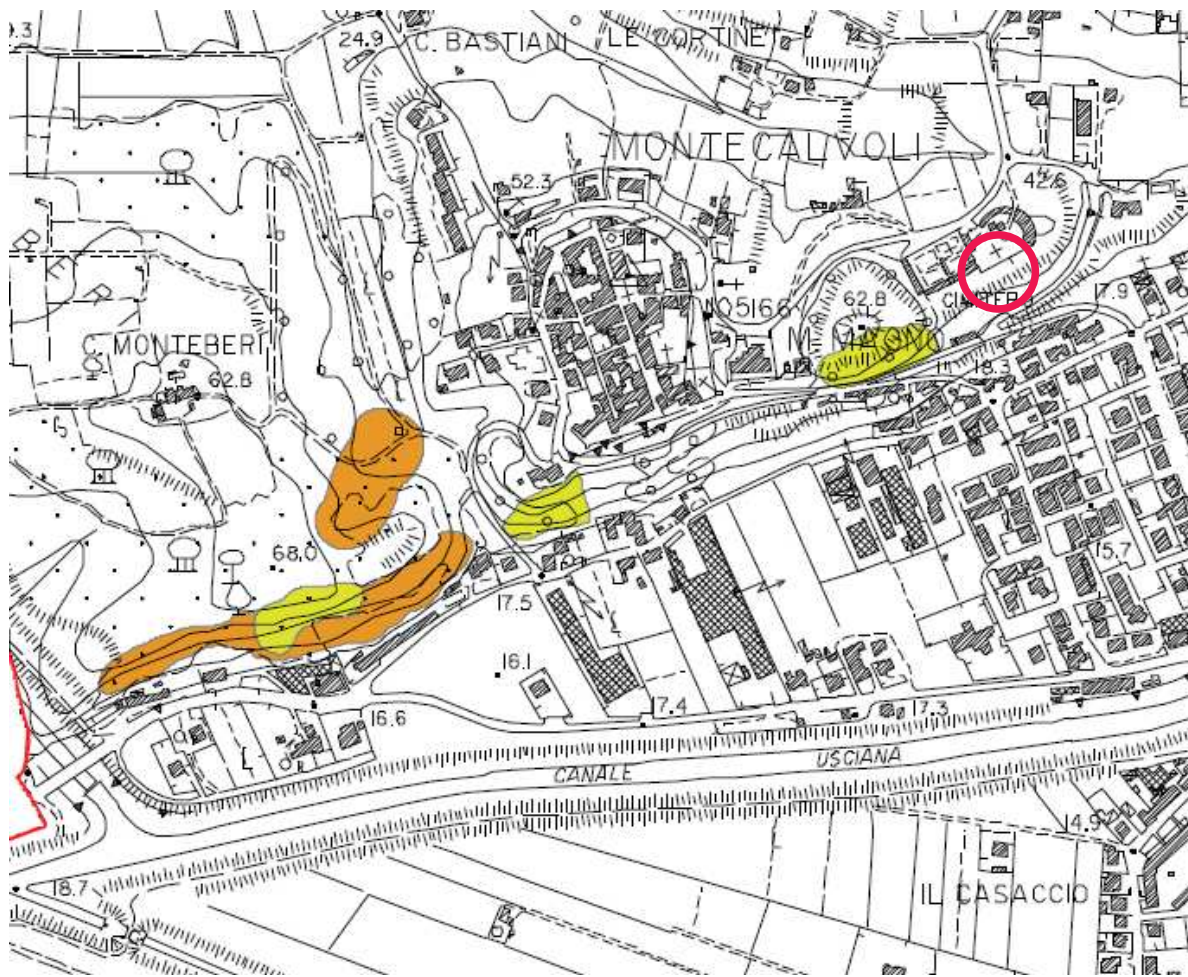 24.9
C. BASTIANI
LE CORTINE
MONTECALVOLI
52.3
42.5
62.8
17.9
C. MONTEBERI
62.8
18.3
68.0
17.5
15.7
16.1
17.4
17.3
16.6
CANALE
USCIANA
14.9
18.7
IL CASACCIO